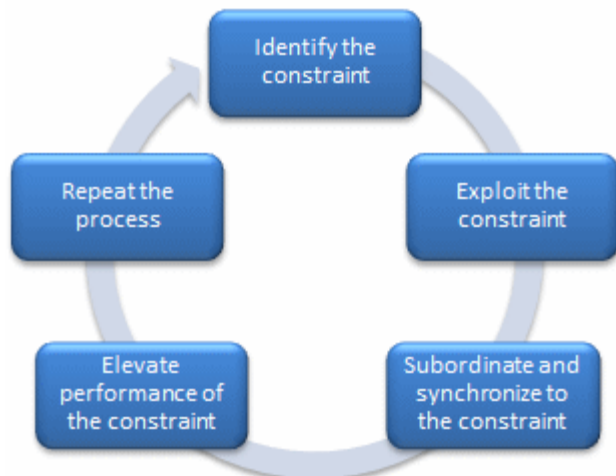 Identify the
constraint
Exploit the
constraint
Subordinate and
synchronize to
the constraint
Elevate
performance of
the constraint
Repeat the
process